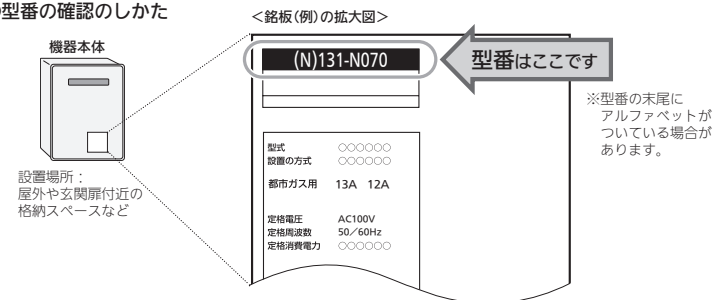 型番の確認のしかた
＜銘板(例)の拡大図＞
機器本体
(N)131-N070
型番はここです
※型番の末尾に
アルファベットが
ついている場合が
あります。
型式 ○○○○○○
設置の方式 ○○○○○○
都市ガス用 13A 12A
定格電圧 AC100V
定格周波数 50／60Hz
定格消費電力 ○○○○○○
設置場所：
屋外や玄関扉付近の
格納スペースなど